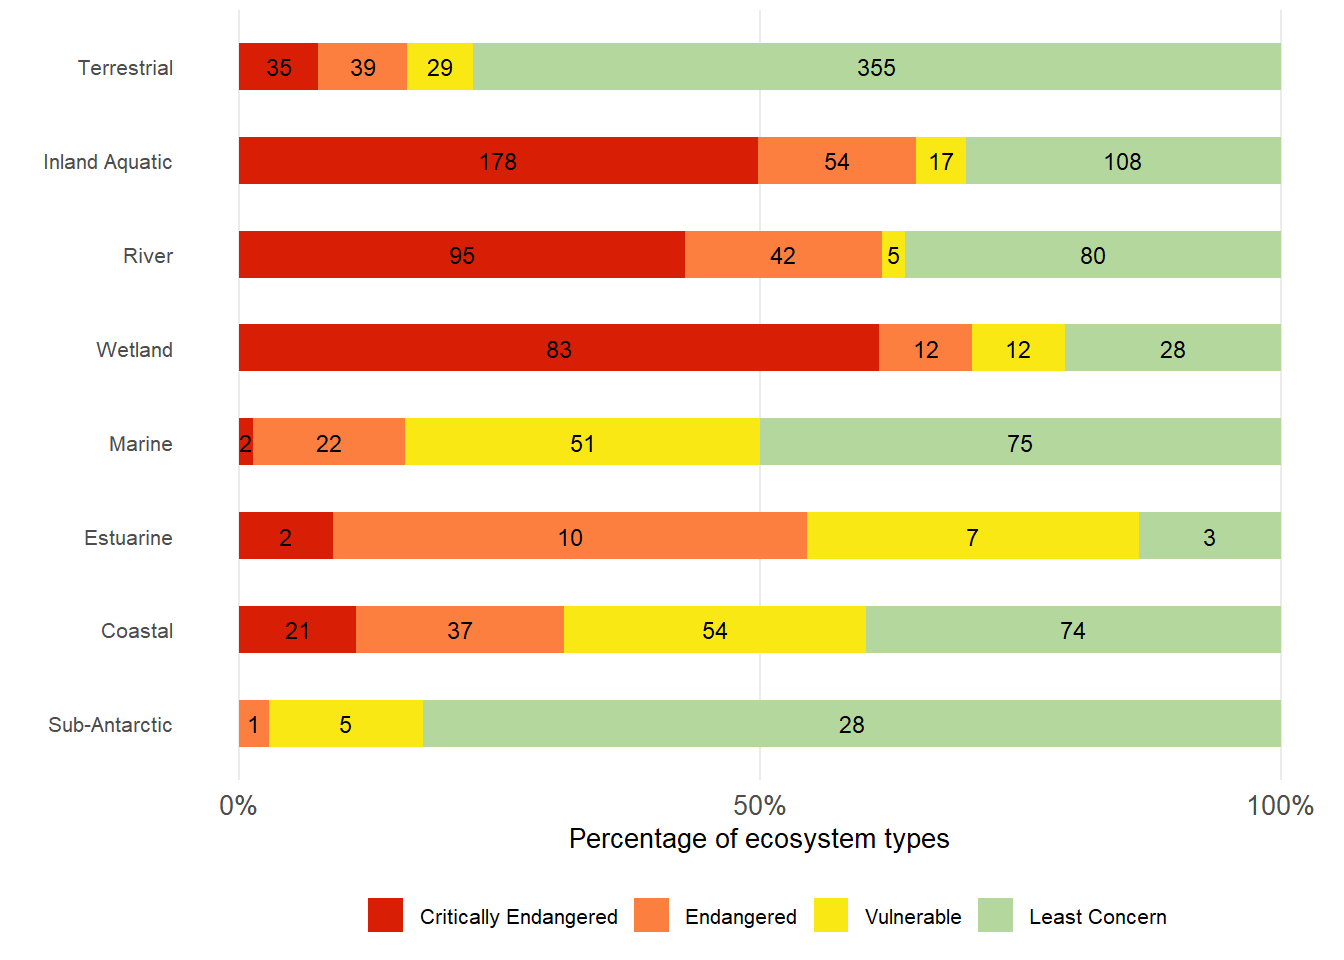 Terrestrial 35 39 29 355
Inland Aquatic 178 54 17 108
River 95 42 5 80
Wetland 83 12 12 28
Marine 2 22 51 75
Estuarine 2 10 7 3
Coastal 21 37 54 74
Sub-Antarctic 1 5 28
0% 50% 100%
Percentage of ecosystem types
Critically Endangered Endangered Vulnerable Least Concern